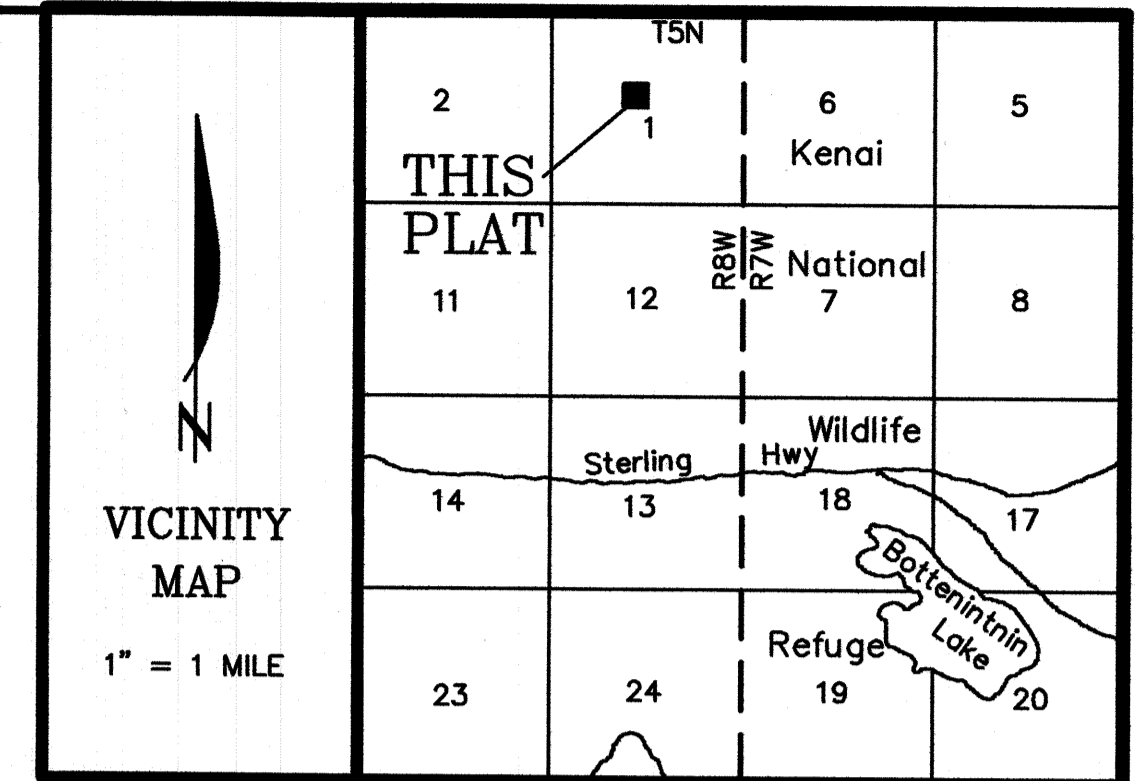 T5N
2
1
6
5
Kenai
THIS
PLAT
R8W
R7W
National
11
12
7
8
Wildlife
Sterling
Hwy
14
13
18
17
Bottenintnin
Lake
Refuge
23
24
19
20
N
VICINITY
MAP
1" = 1 MILE